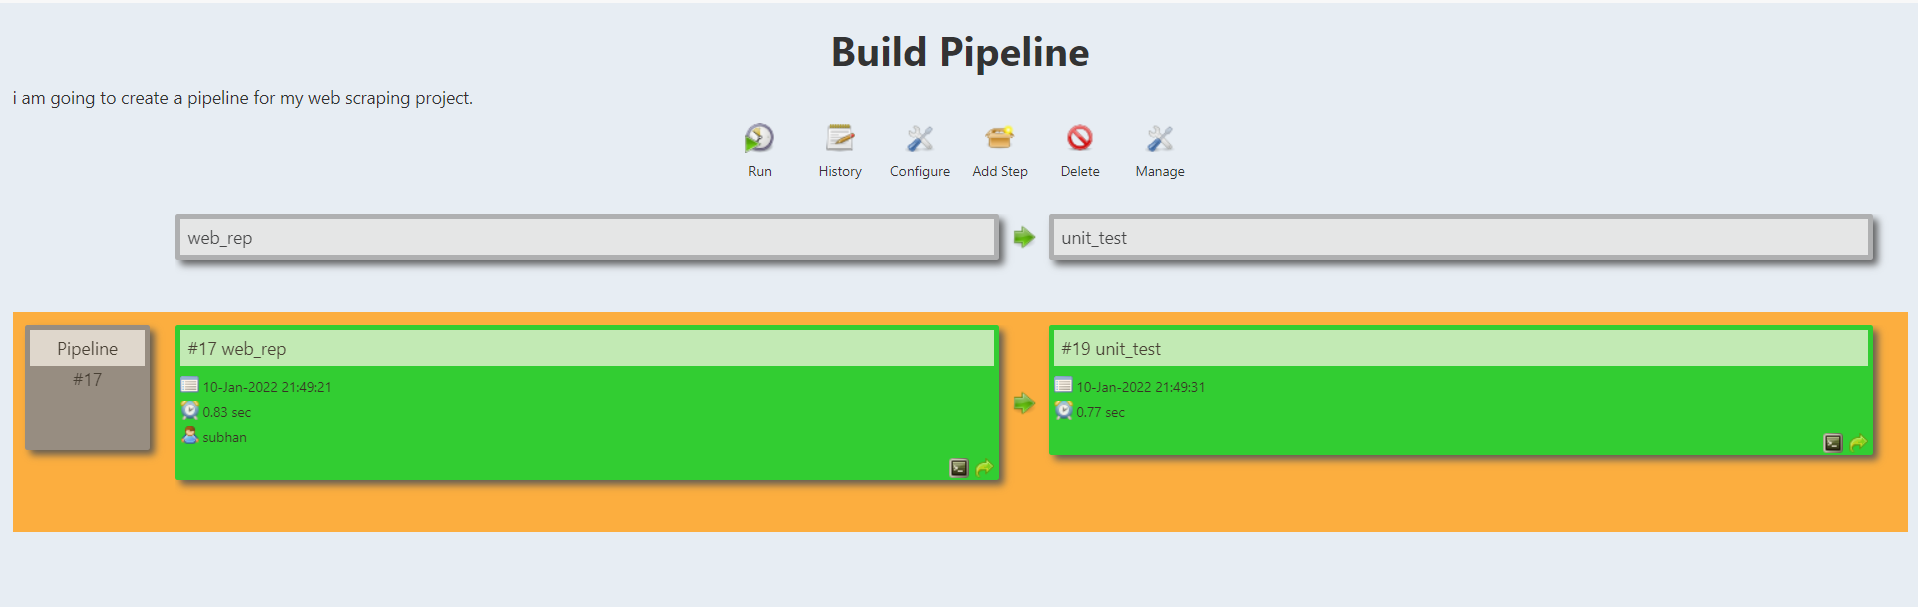 Build Pipeline
i am going to create a pipeline for my web scraping project.
Run History Configure Add Step Delete Manage
web_rep unit_test
Pipeline
#17
#17 web_rep
10-Jan-2022 21:49:21
0.83 sec
subhan
#19 unit_test
10-Jan-2022 21:49:31
0.77 sec